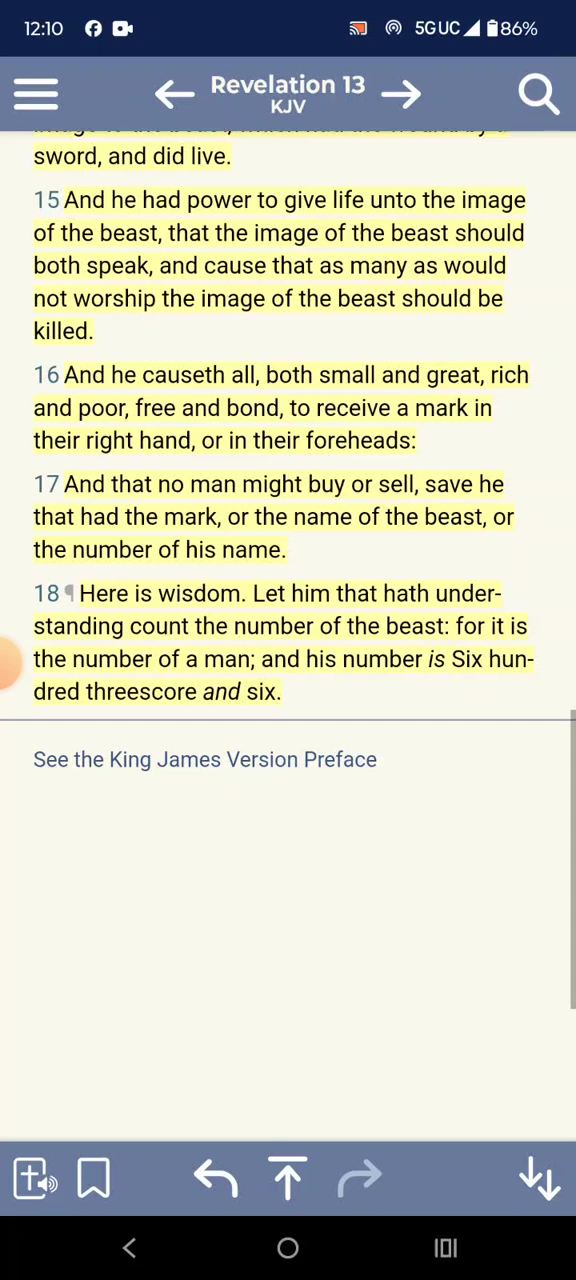 12:10 5G UC 86%
Revelation 13
KJV
sword, and did live.
15 And he had power to give life unto the image
of the beast, that the image of the beast should
both speak, and cause that as many as would
not worship the image of the beast should be
killed.
16 And he causeth all, both small and great, rich
and poor, free and bond, to receive a mark in
their right hand, or in their foreheads:
17 And that no man might buy or sell, save he
that had the mark, or the name of the beast, or
the number of his name.
18 ¶ Here is wisdom. Let him that hath under-
standing count the number of the beast: for it is
the number of a man; and his number is Six hun-
dred threescore and six.
See the King James Version Preface